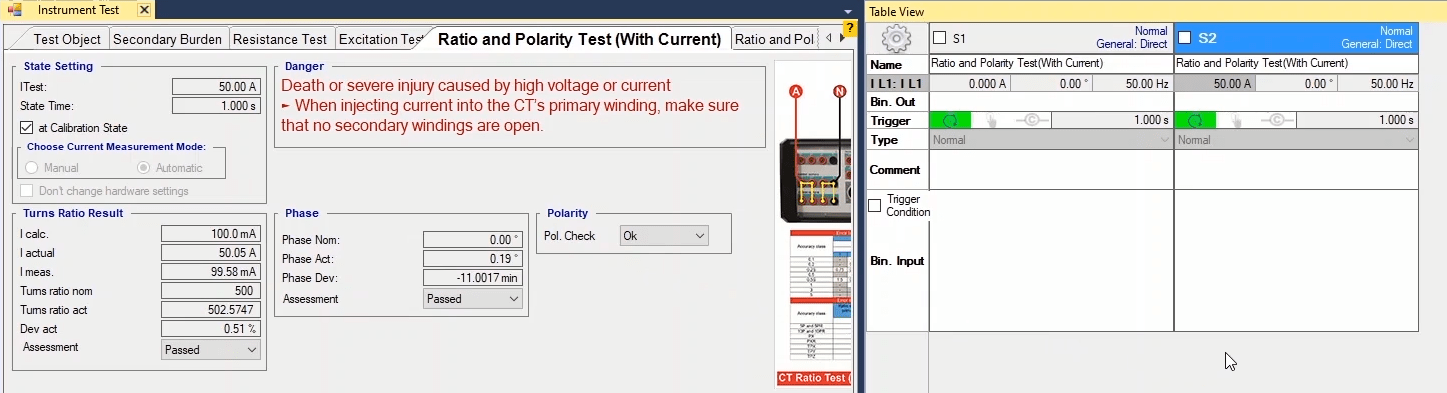 Instrument Test
Test Object
Secondary Burden
Resistance Test
Excitation Test
Ratio and Polarity Test (With Current)
Ratio and Pol
?
State Setting
ITest: 50.00 A
State Time: 1.000 s
at Calibration State
Choose Current Measurement Mode:
Manual Automatic
Don't change hardware settings
Danger
Death or severe injury caused by high voltage or current
► When injecting current into the CT's primary winding, make sure
that no secondary windings are open.
Turns Ratio Result
I calc. 100.0 mA
I actual 50.05 A
I meas. 99.58 mA
Turns ratio nom 500
Turns ratio act 502.5747
Dev act 0.51 %
Assessment Passed
Phase
Phase Nom: 0.00 °
Phase Act: 0.19 °
Phase Dev: -11.0017 min
Assessment Passed
Polarity
Pol. Check Ok
A N
Accuracy class
Accuracy class
CT Ratio Test (
Table View
S1 Normal
General: Direct
S2 Normal
General: Direct
Name Ratio and Polarity Test(With Current) Ratio and Polarity Test(With Current)
I L1: I L1 0.000 A 0.00 ° 50.00 Hz 50.00 A 0.00 ° 50.00 Hz
Bin. Out
Trigger C 1.000 s C 1.000 s
Type Normal Normal
Comment
Trigger
Condition
Bin. Input